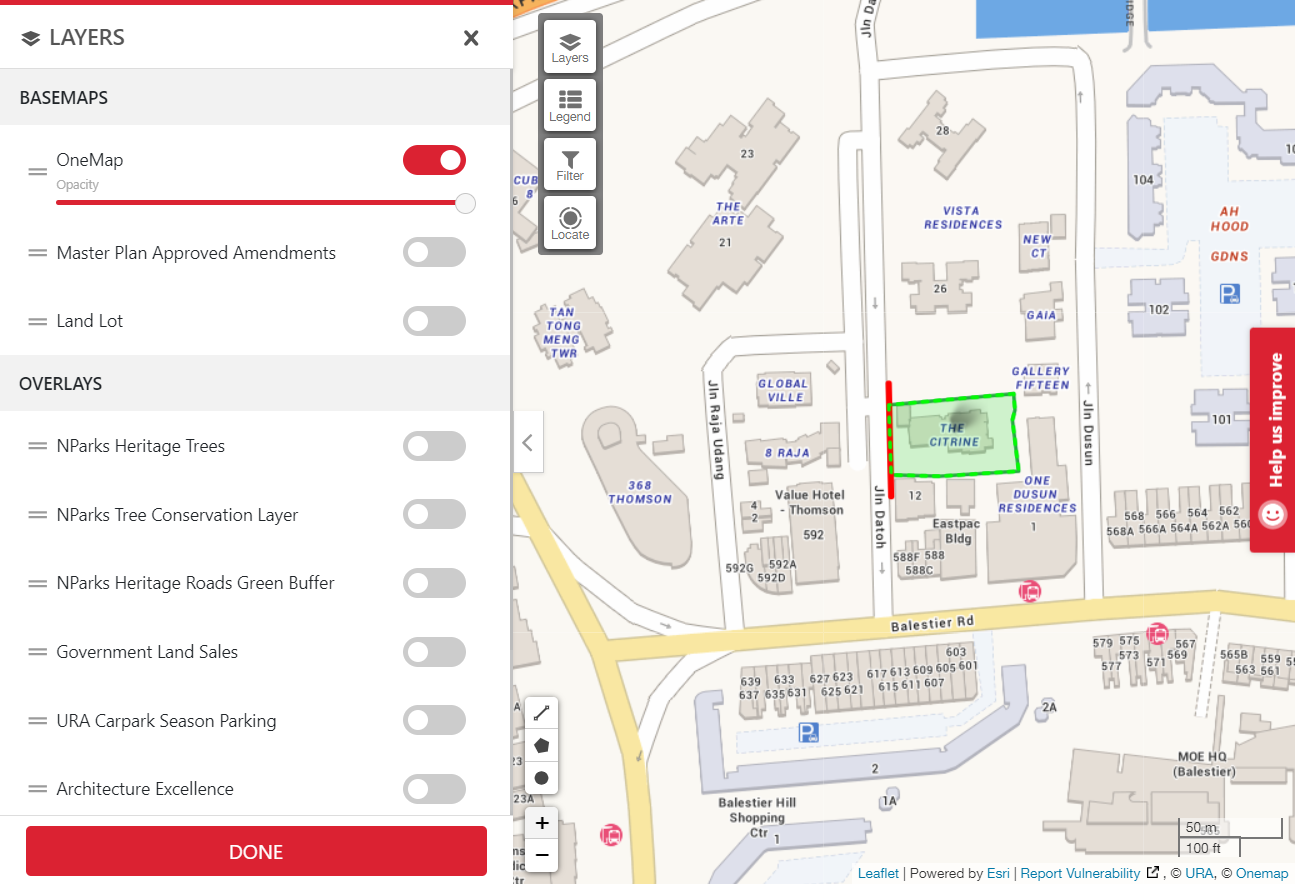 LAYERS
BASEMAPS
OneMap
Opacity
Master Plan Approved Amendments
Land Lot
OVERLAYS
NParks Heritage Trees
NParks Tree Conservation Layer
NParks Heritage Roads Green Buffer
Government Land Sales
URA Carpark Season Parking
Architecture Excellence
DONE
Layers
Legend
Filter
Locate
Jln Da
28
23
104
10
CUB
8
6
THE
ARTE
21
VISTA
RESIDENCES
AH
HOOD
GDNS
NEW
CT
26
102
GAIA
TAN
TONG
MENG
TWR
GALLERY
FIFTEEN
GLOBAL
VILLE
Jln Raja Udang
Jln Dusun
101
THE
CITRINE
8 RAJA
368
THOMSON
ONE
DUSUN
RESIDENCES
Value Hotel
- Thomson
12
Jln Datoh
4
2
592
Eastpac
Bldg
1
568 566 564 562
568A 566A 564A 562A 560
588F 588
588C
592G 592A
592D
Balestier Rd
603
639 633 627 623 617 613 609 605 601
637 635 631 625 621 615 611 607
579 575 567
573 569
577 571
565B 559
563 561
2A
2
1A
Balestier Hill
Shopping
Ctr
1
MOE HQ
(Balestier)
23A
+
−
50 m
100 ft
Help us improve
Leaflet | Powered by Esri | Report Vulnerability , © URA, © Onemap